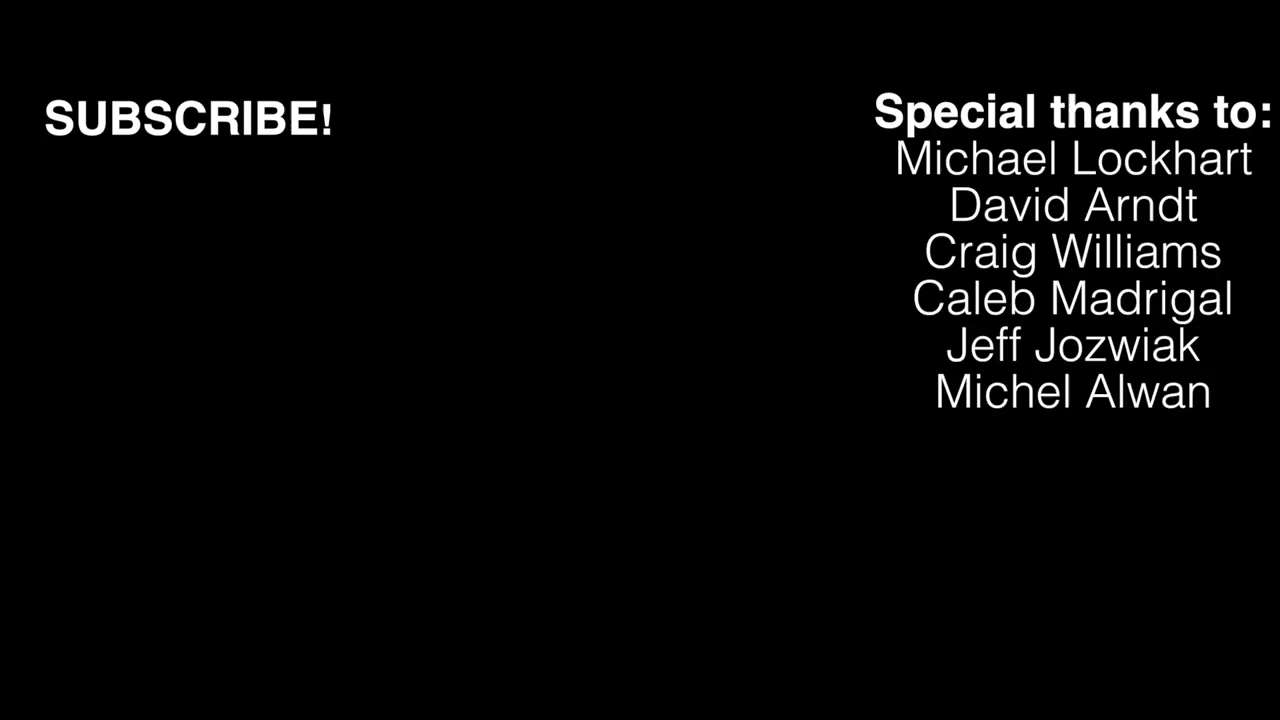 SUBSCRIBE!
Special thanks to:
Michael Lockhart
David Arndt
Craig Williams
Caleb Madrigal
Jeff Jozwiak
Michel Alwan